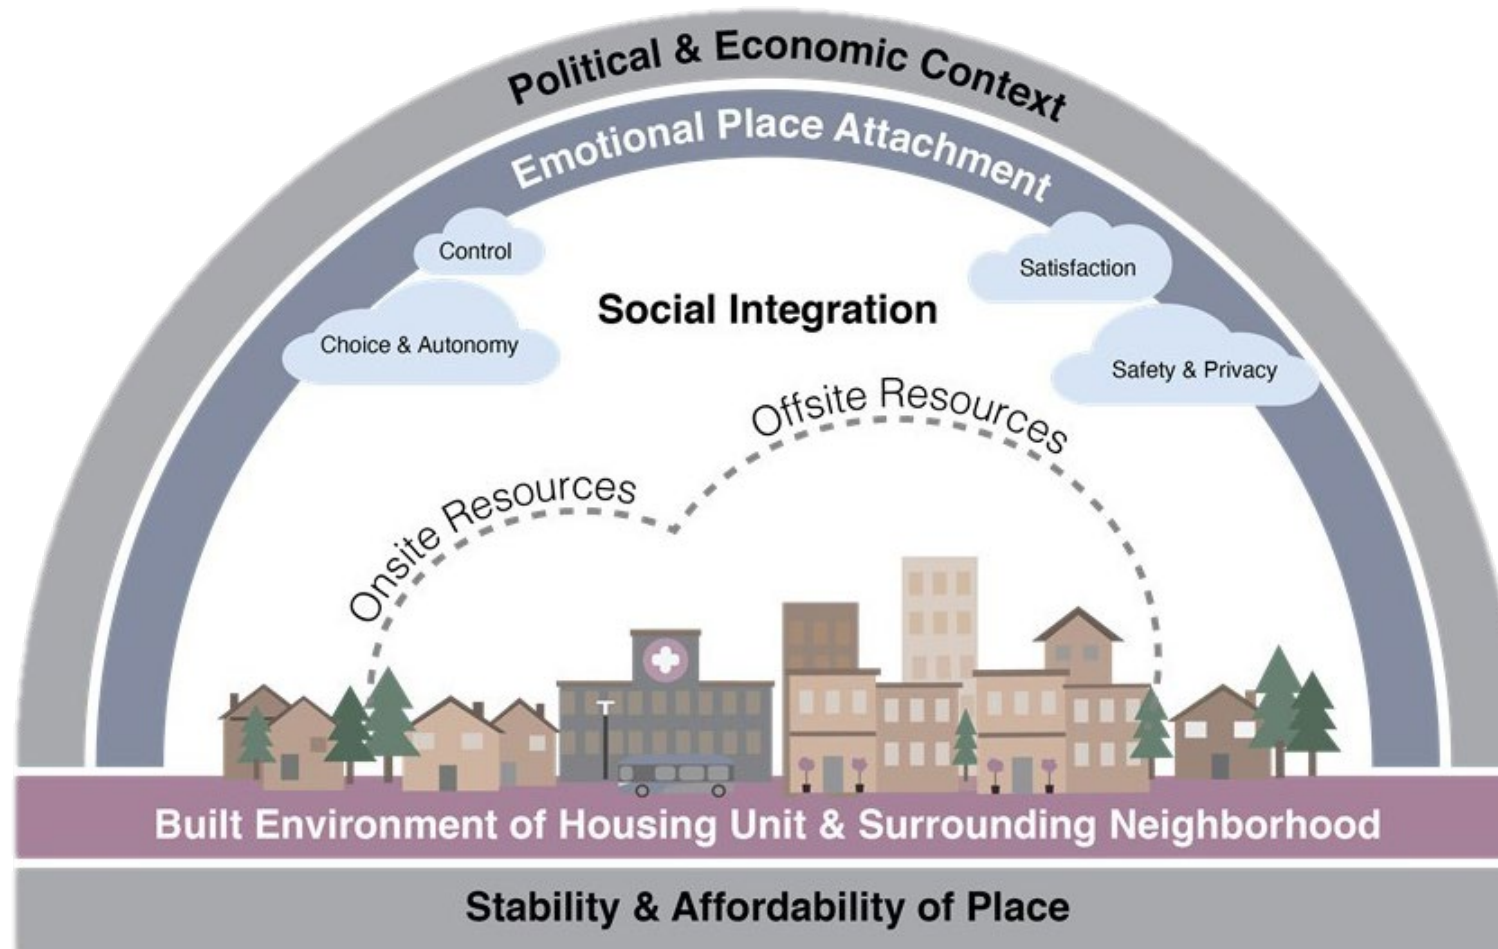 Political & Economic Context
Emotional Place Attachment
Control
Satisfaction
Social Integration
Choice & Autonomy
Safety & Privacy
Offsite Resources
Onsite Resources
Built Environment of Housing Unit & Surrounding Neighborhood
Stability & Affordability of Place